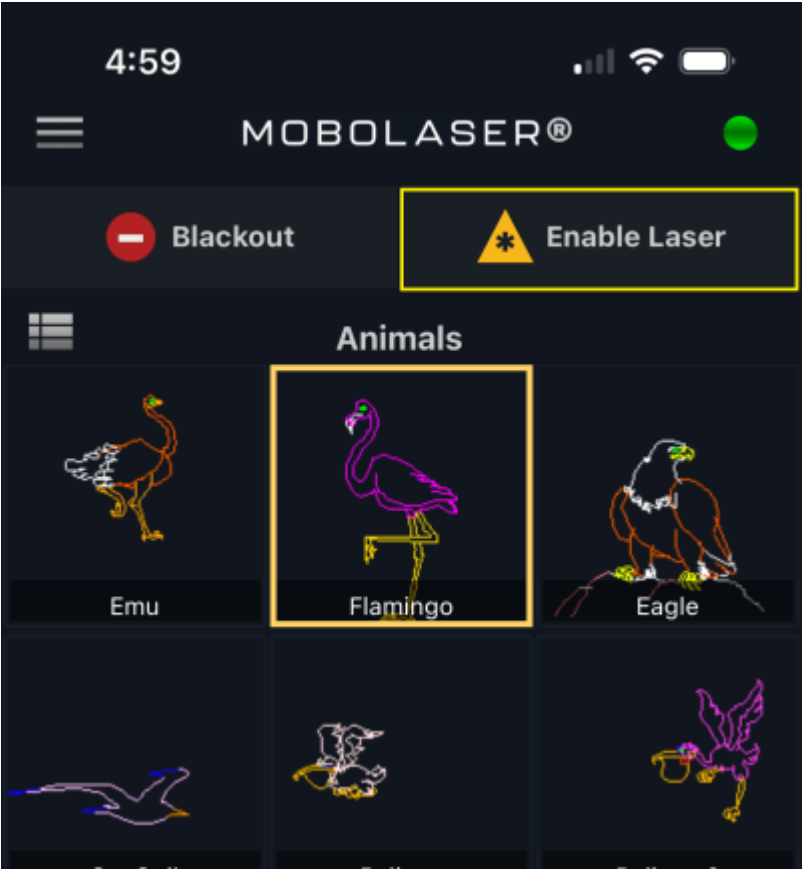 4:59
MOBOLASER®
Blackout
Enable Laser
Animals
Emu
Flamingo
Eagle